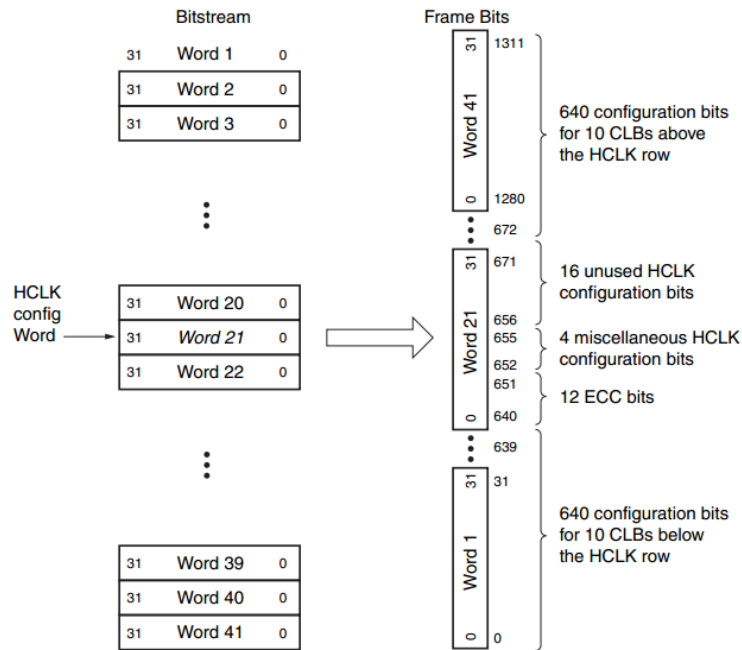 Bitstream
31 Word 1 0
31 Word 2 0
31 Word 3 0
HCLK
config
Word
31 Word 20 0
31 Word 21 0
31 Word 22 0
31 Word 39 0
31 Word 40 0
31 Word 41 0
Frame Bits
31 1311
Word 41
0 1280
672
31 671
Word 21
656
655
652
651
0 640
639
31 31
Word 1
0 0
640 configuration bits
for 10 CLBs above
the HCLK row
16 unused HCLK
configuration bits
4 miscellaneous HCLK
configuration bits
12 ECC bits
640 configuration bits
for 10 CLBs below
the HCLK row